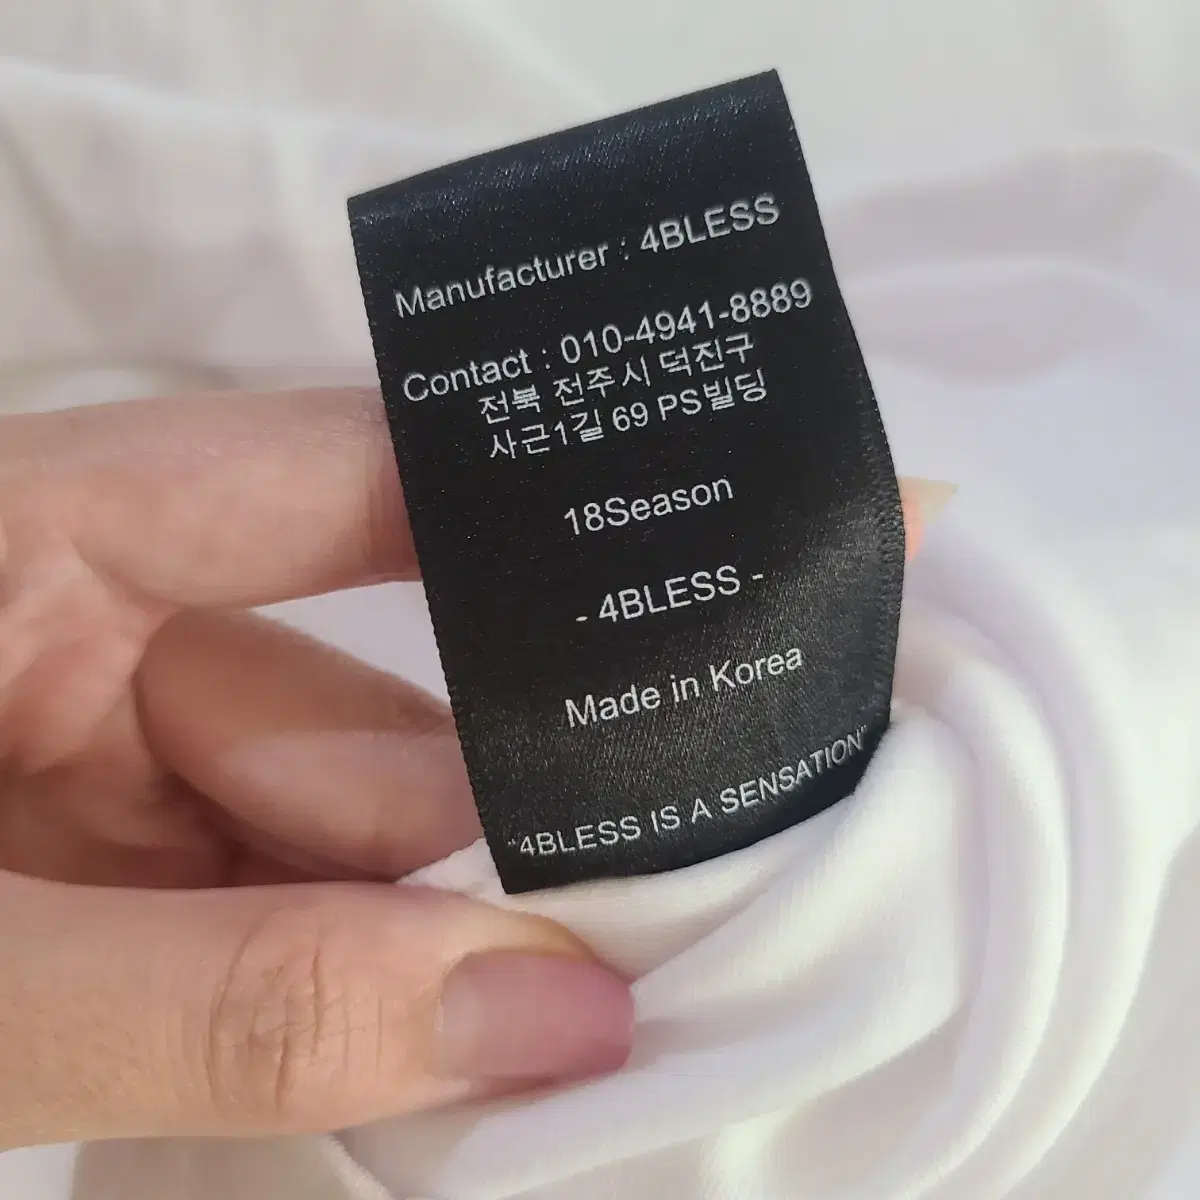 Manufacturer : 4BLESS
Contact : 010-4941-8889
전북 전주시 덕진구
사근1길 69 PS빌딩
18Season
- 4BLESS -
Made in Korea
"4BLESS IS A SENSATION"